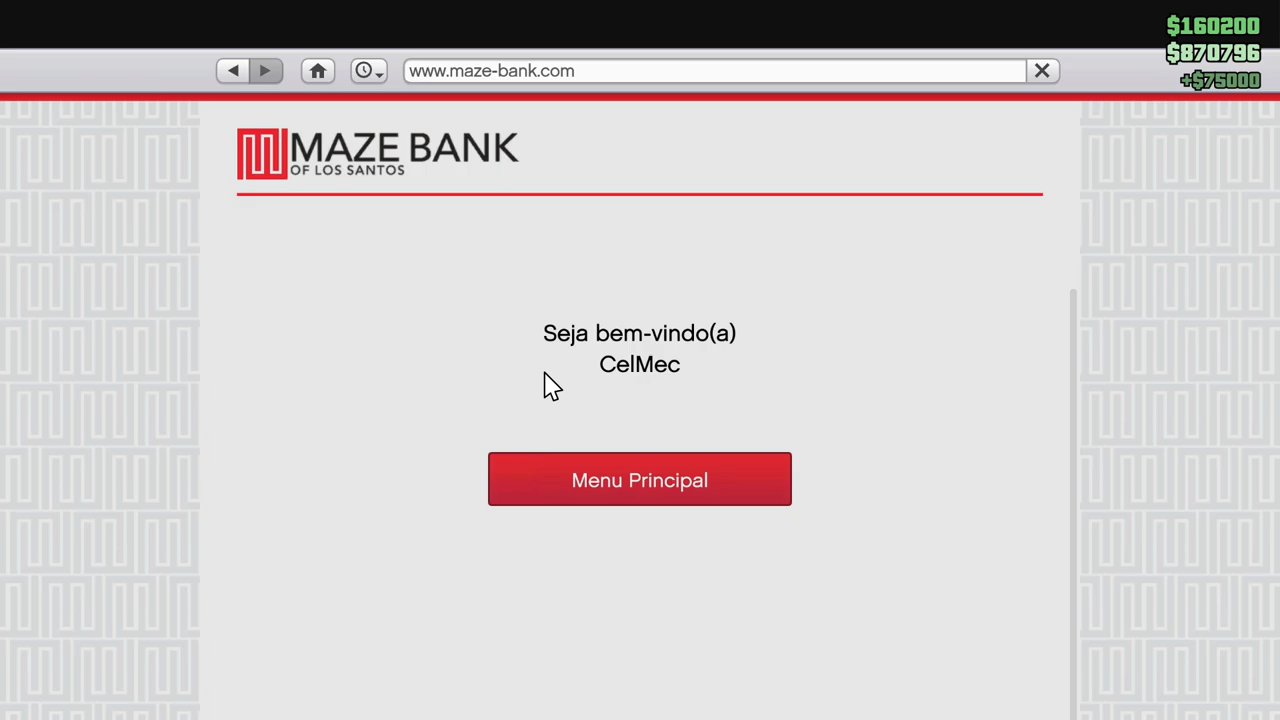 $160200
$870796
+$75000
www.maze-bank.com
MAZE BANK
OF LOS SANTOS
Seja bem-vindo(a)
CelMec
Menu Principal